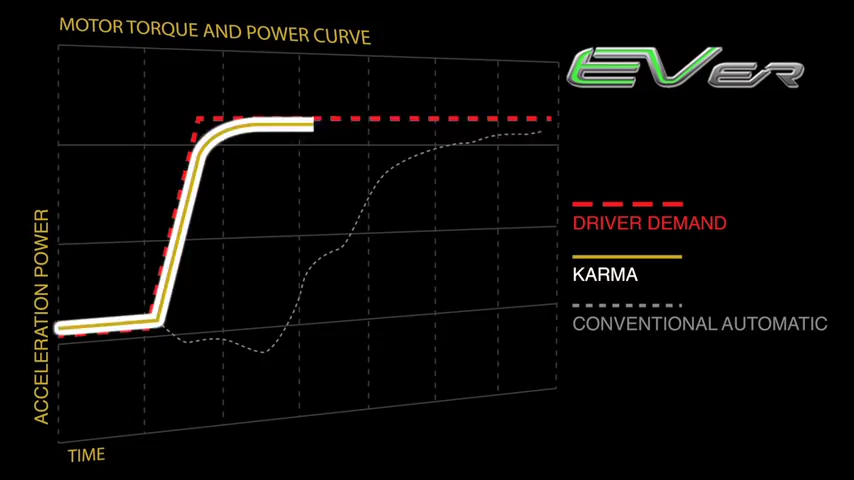 MOTOR TORQUE AND POWER CURVE
EVER
DRIVER DEMAND
KARMA
CONVENTIONAL AUTOMATIC
ACCELERATION POWER
TIME